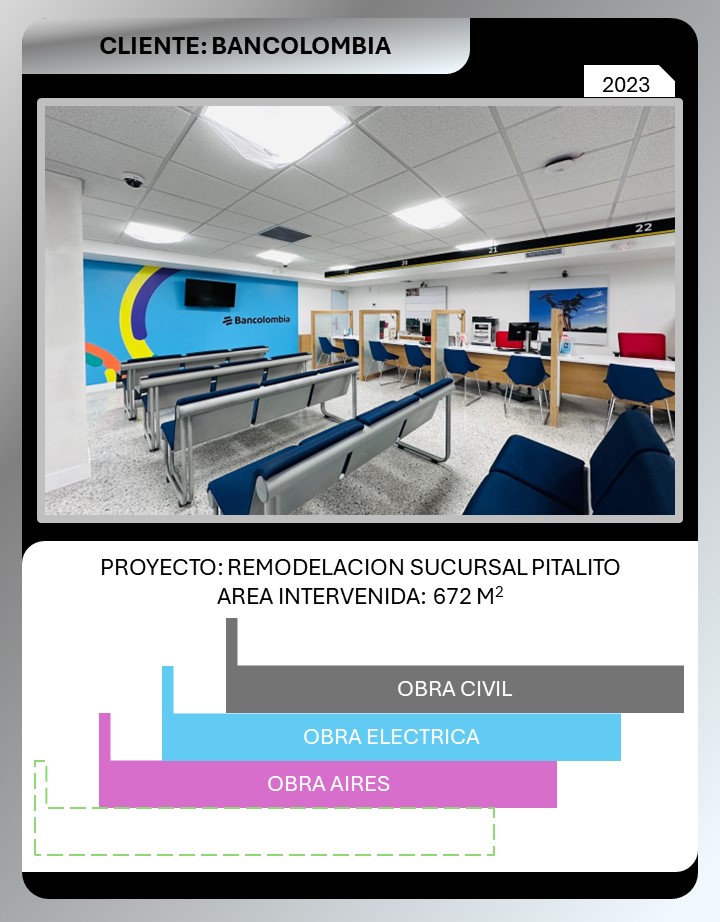 CLIENTE: BANCOLOMBIA
2023
22
21
20
Bancolombia
PROYECTO: REMODELACION SUCURSAL PITALITO
AREA INTERVENIDA: 672 M²
OBRA CIVIL
OBRA ELECTRICA
OBRA AIRES